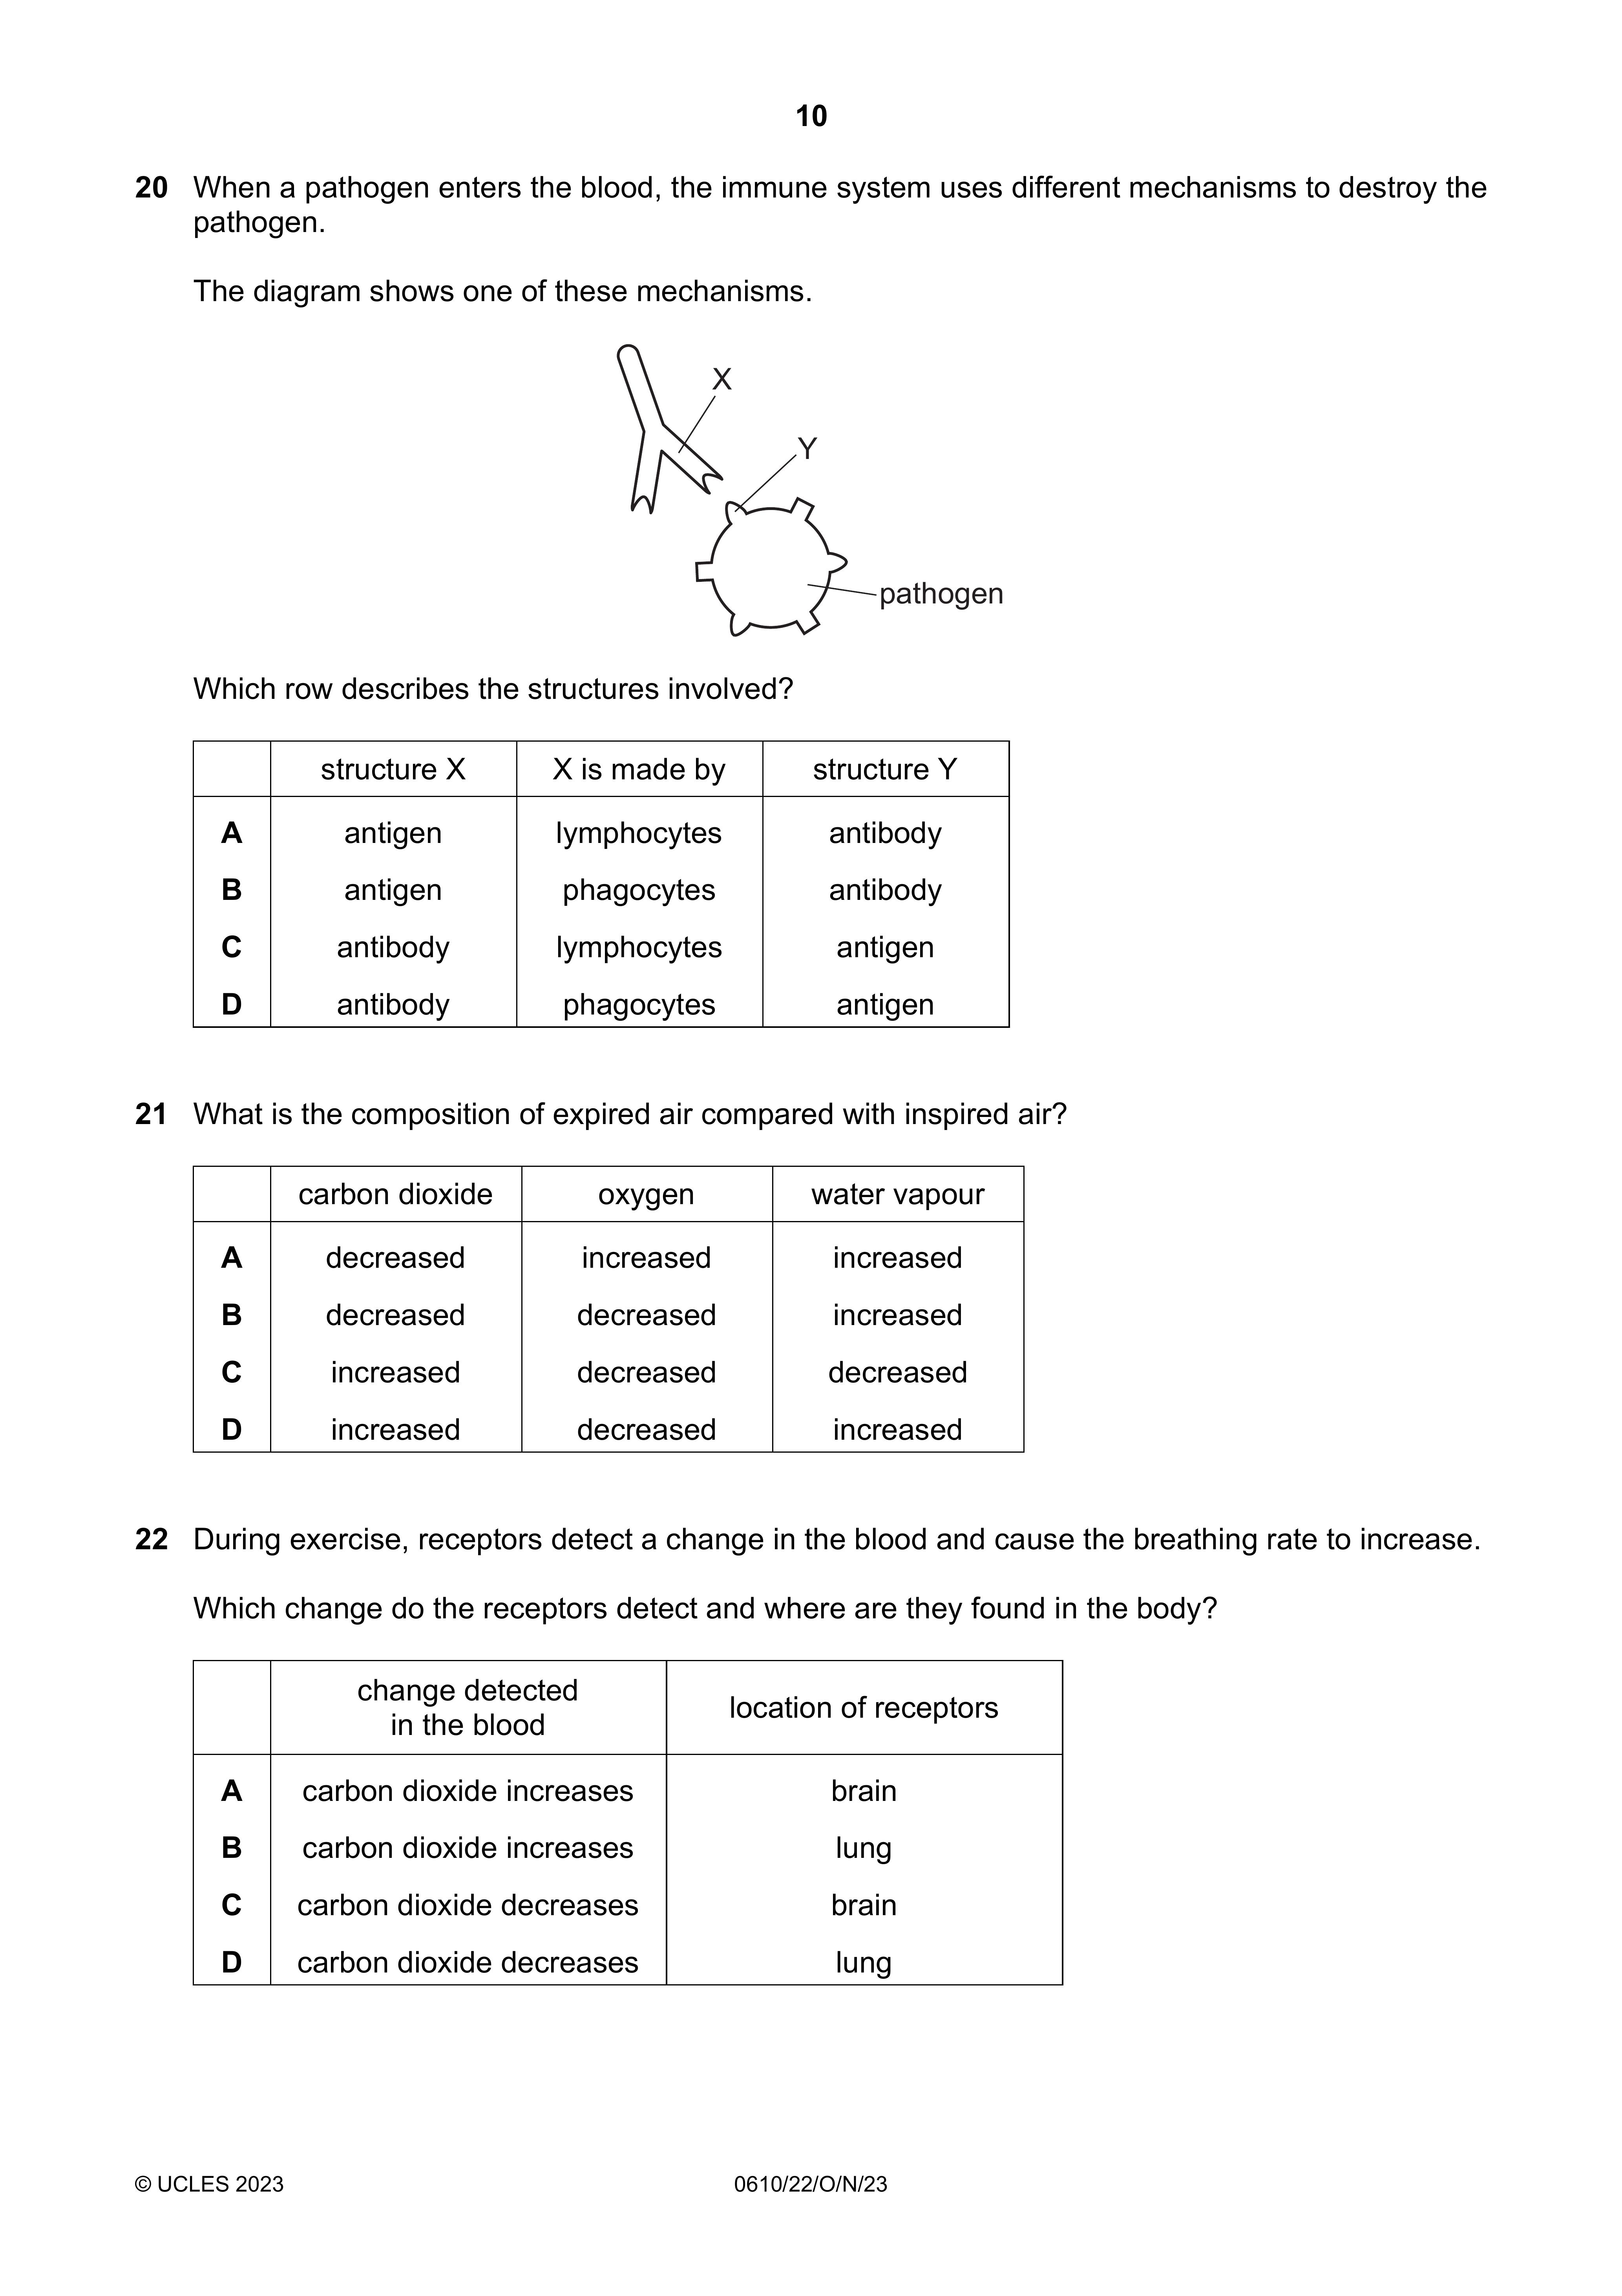 10
20 When a pathogen enters the blood, the immune system uses different mechanisms to destroy the
pathogen.
The diagram shows one of these mechanisms.
X
Y
pathogen
Which row describes the structures involved?
structure X X is made by structure Y
A antigen lymphocytes antibody
B antigen phagocytes antibody
C antibody lymphocytes antigen
D antibody phagocytes antigen
21 What is the composition of expired air compared with inspired air?
carbon dioxide oxygen water vapour
A decreased increased increased
B decreased decreased increased
C increased decreased decreased
D increased decreased increased
22 During exercise, receptors detect a change in the blood and cause the breathing rate to increase.
Which change do the receptors detect and where are they found in the body?
change detected
in the blood
location of receptors
A carbon dioxide increases brain
B carbon dioxide increases lung
C carbon dioxide decreases brain
D carbon dioxide decreases lung
© UCLES 2023 0610/22/O/N/23